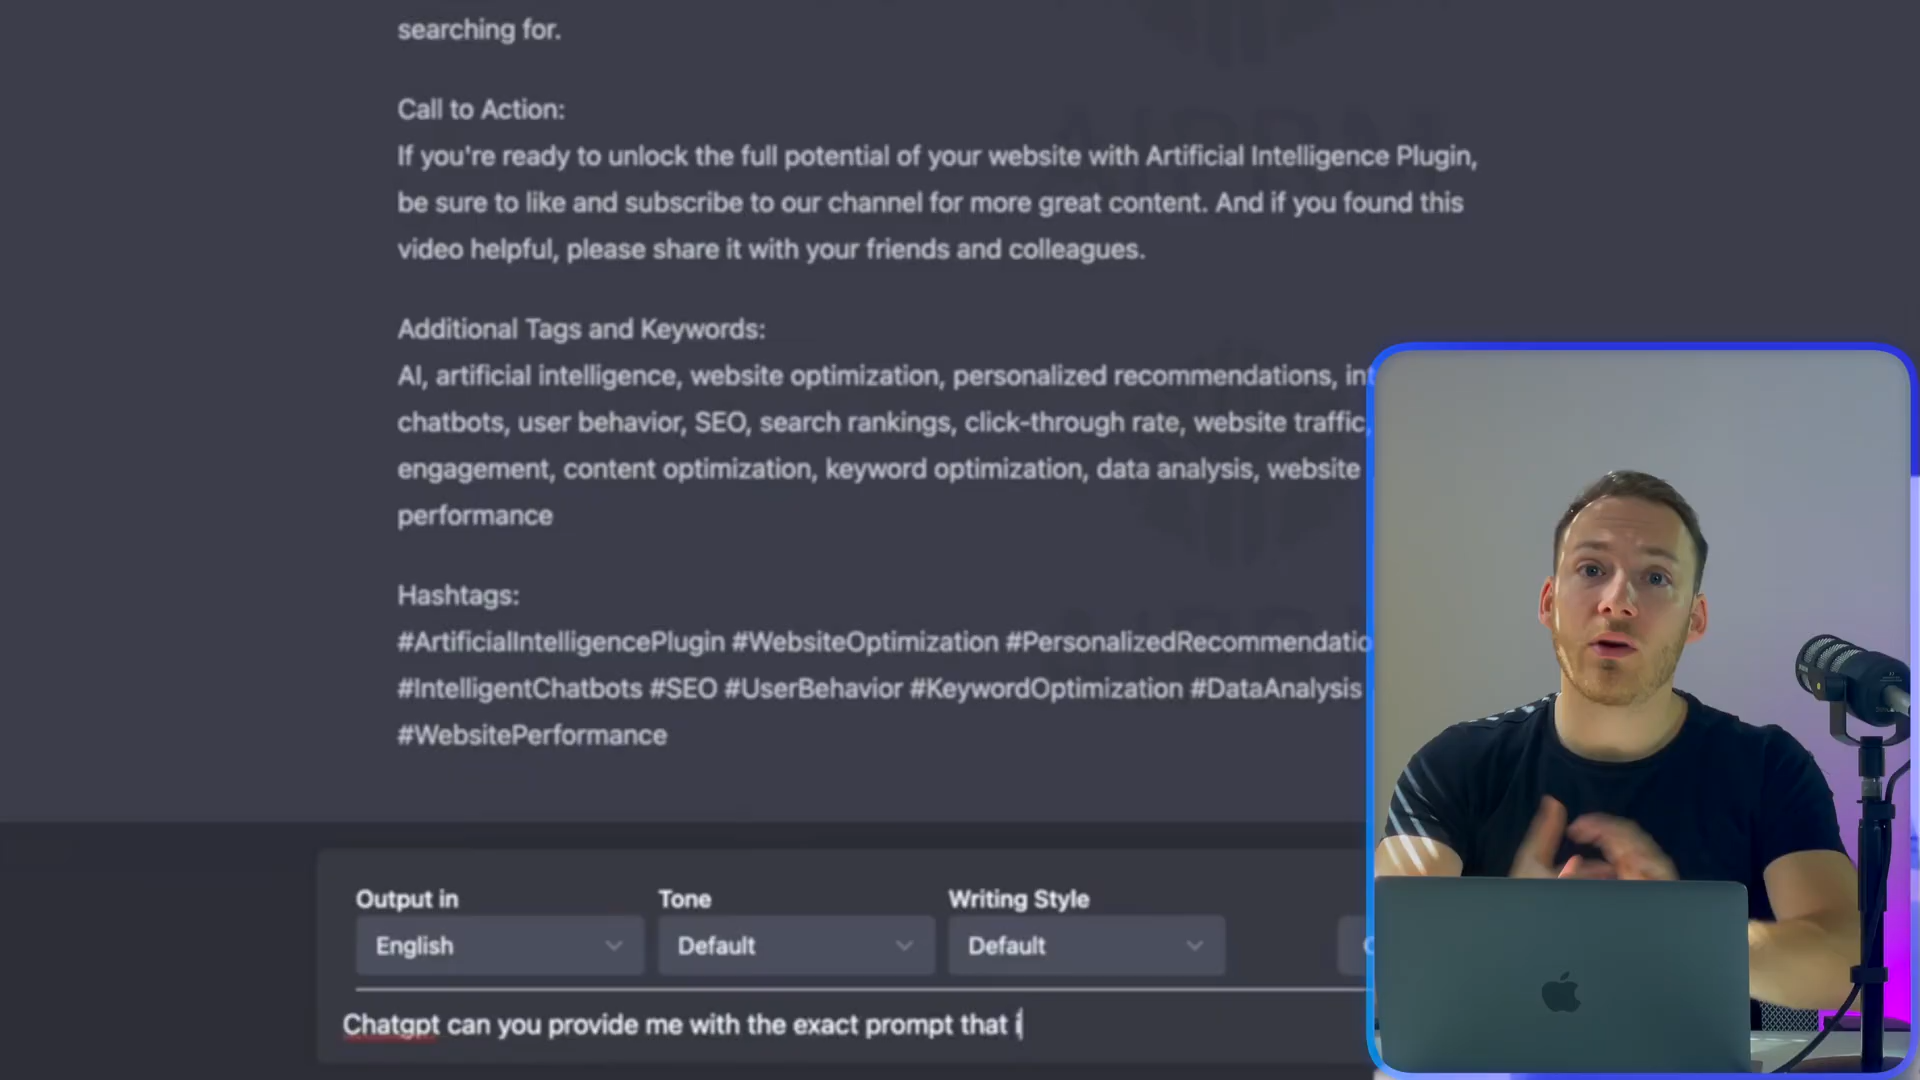 searching for.
Call to Action:
If you're ready to unlock the full potential of your website with Artificial Intelligence Plugin,
be sure to like and subscribe to our channel for more great content. And if you found this
video helpful, please share it with your friends and colleagues.
Additional Tags and Keywords:
AI, artificial intelligence, website optimization, personalized recommendations,
chatbots, user behavior, SEO, search rankings, click-through rate, website traffic,
engagement, content optimization, keyword optimization, data analysis, website
performance
Hashtags:
#ArtificialIntelligencePlugin #WebsiteOptimization #PersonalizedRecommendatio
#IntelligentChatbots #SEO #UserBehavior #KeywordOptimization #DataAnalysis
#WebsitePerformance
Output in Tone Writing Style
English Default Default
Chatgpt can you provide me with the exact prompt that i